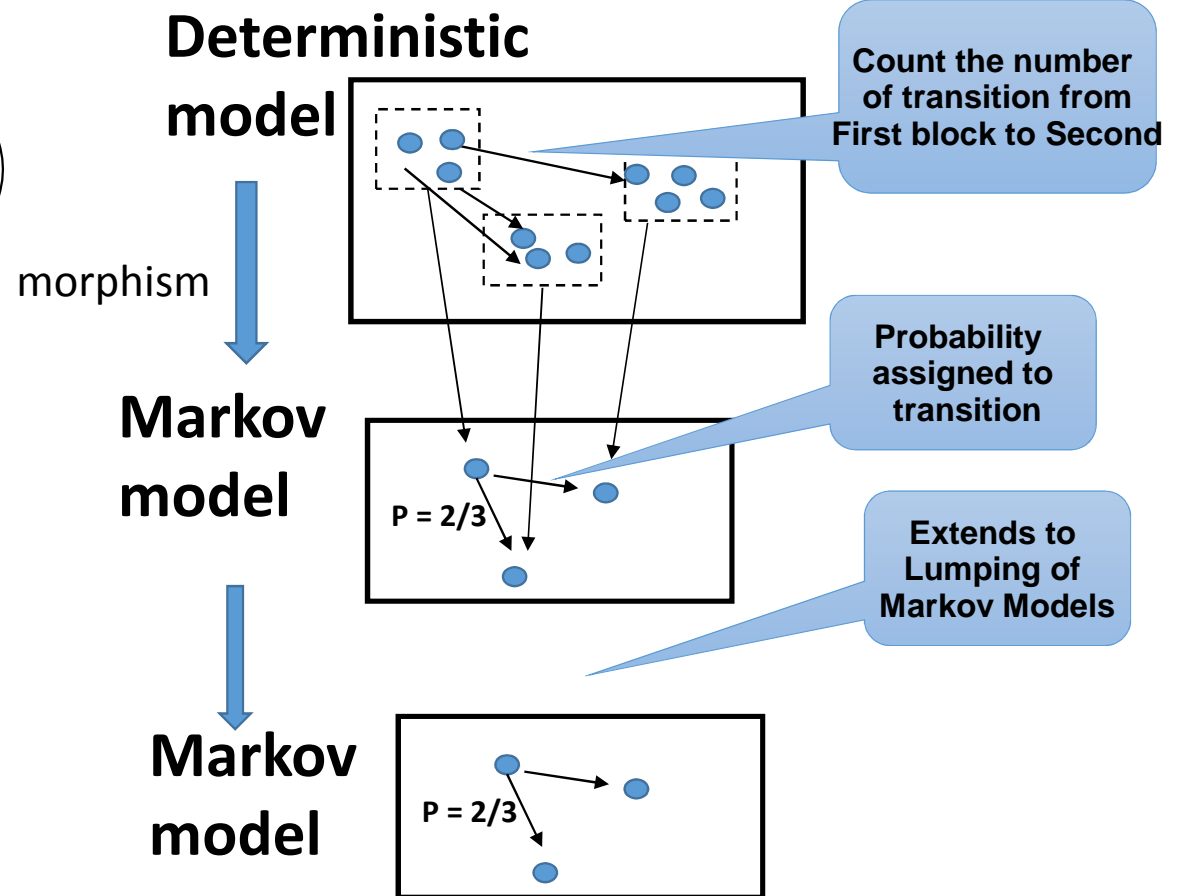 Deterministic
model
Count the number
of transition from
First block to Second
morphism
Probability
assigned to
transition
Markov
model
P = 2/3
Extends to
Lumping of
Markov Models
Markov
model
P = 2/3